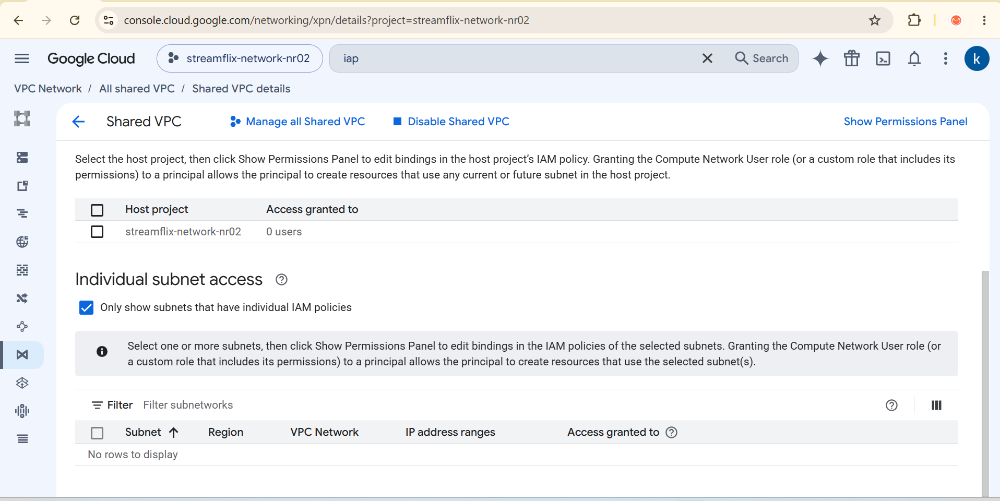 console.cloud.google.com/networking/xpn/details?project=streamflix-network-nr02
Google Cloud
streamflix-network-nr02
iap
Search
k
VPC Network / All shared VPC / Shared VPC details
Shared VPC
Manage all Shared VPC
Disable Shared VPC
Show Permissions Panel
Select the host project, then click Show Permissions Panel to edit bindings in the host project’s IAM policy. Granting the Compute Network User role (or a custom role that includes its
permissions) to a principal allows the principal to create resources that use any current or future subnet in the host project.
Host project Access granted to
streamflix-network-nr02 0 users
Individual subnet access
Only show subnets that have individual IAM policies
Select one or more subnets, then click Show Permissions Panel to edit bindings in the IAM policies of the selected subnets. Granting the Compute Network User role (or
a custom role that includes its permissions) to a principal allows the principal to create resources that use the selected subnet(s).
Filter Filter subnetworks
Subnet Region VPC Network IP address ranges Access granted to
No rows to display